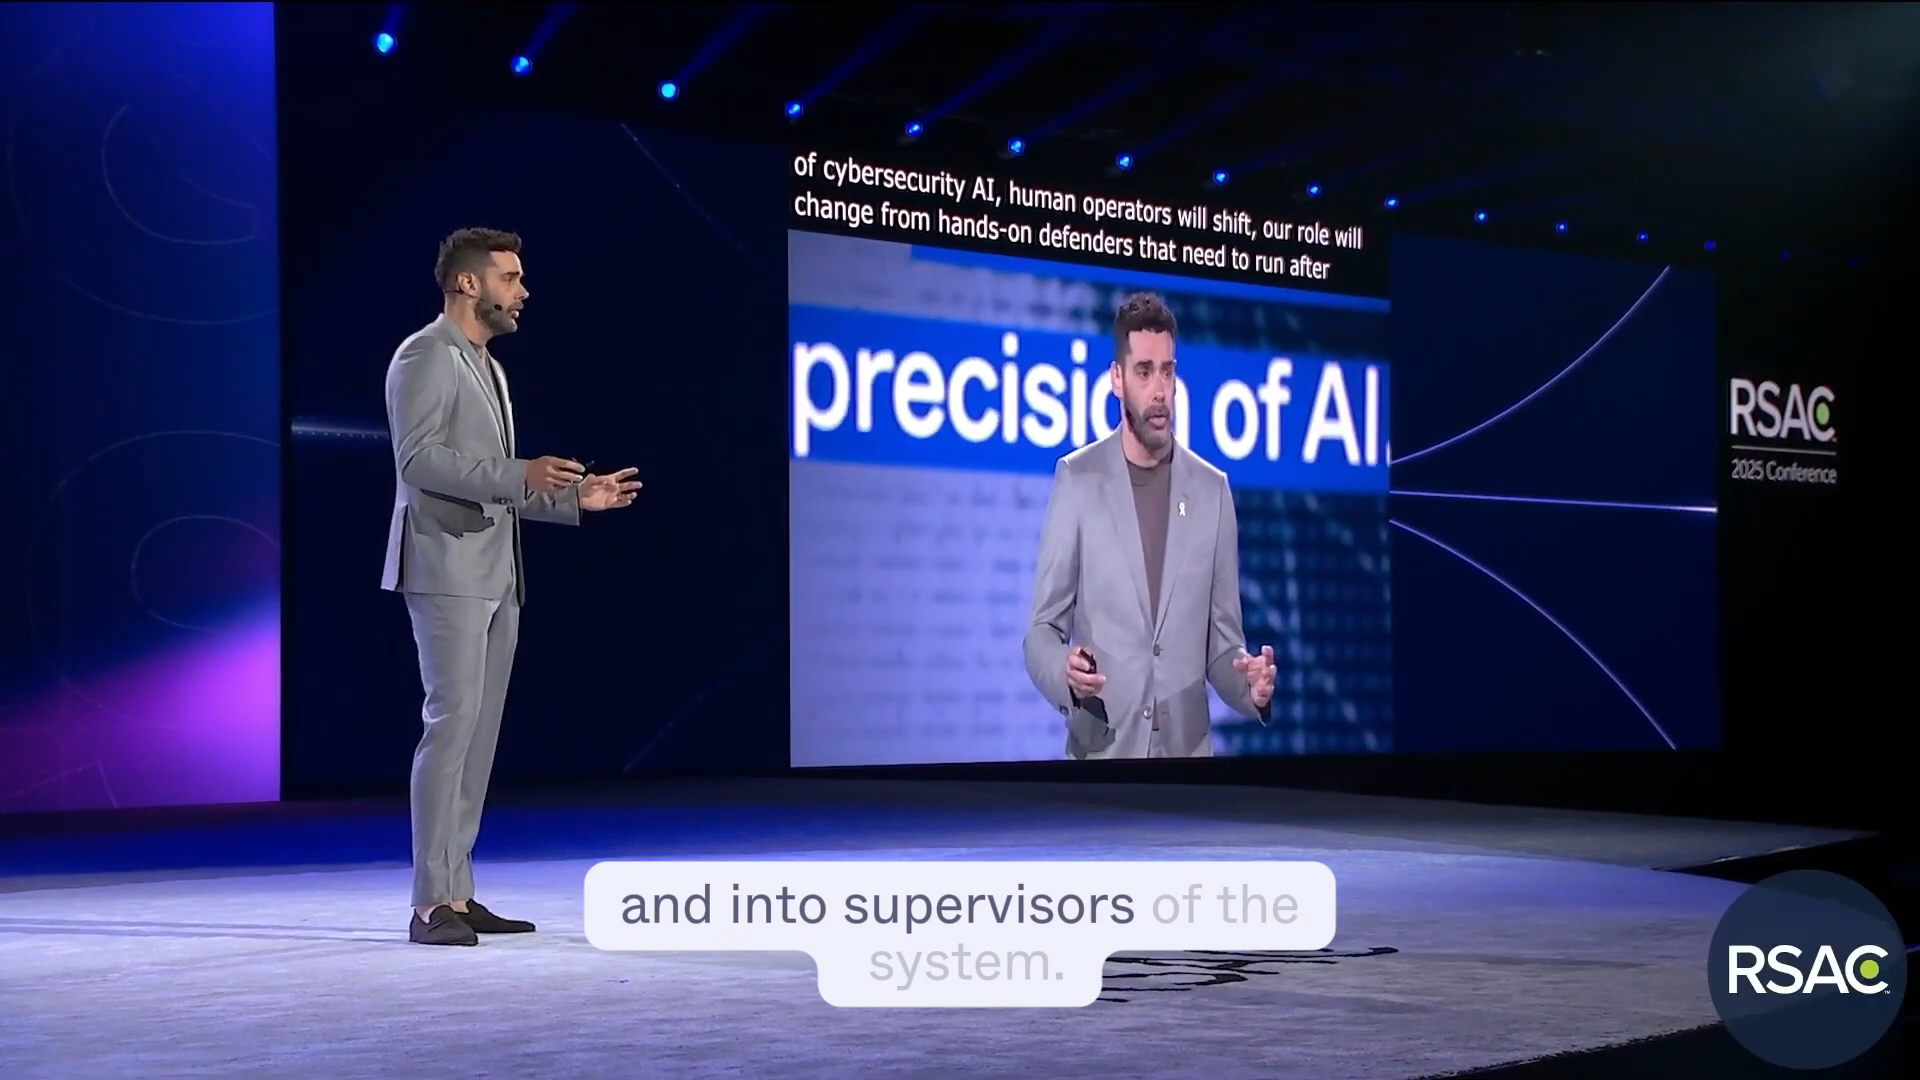 of cybersecurity AI, human operators will shift, our role will
change from hands-on defenders that need to run after
precision of AI.
RSAC
2025 Conference
and into supervisors of the
system.
RSAC